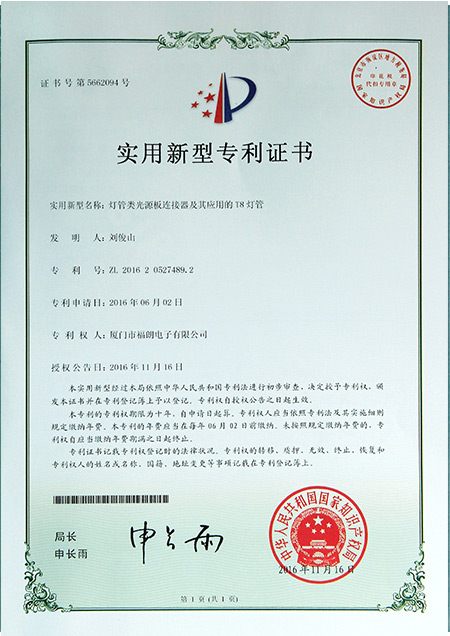 证书号第5662094号
实用新型专利证书
实用新型名称：灯管类光源板连接器及其应用的T8灯管
发 明 人：刘俊山
专 利 号：ZL 2016 2 0527489.2
专利申请日：2016年06月02日
专 利 权 人：厦门市福朗电子有限公司
授权公告日：2016年11月16日
本实用新型经过本局依照中华人民共和国专利法进行初步审查，决定授予专利权，颁
发本证书并在专利登记簿上予以登记。专利权自授权公告之日起生效。
本专利的专利权期限为十年，自申请日起算。专利权人应当依照专利法及其实施细则
规定缴纳年费。本专利的年费应当在每年06月02日前缴纳。未按照规定缴纳年费的，专利
权自应当缴纳年费期满之日起终止。
专利证书记载专利权登记时的法律状况。专利权的转移、质押、无效、终止、恢复和
专利权人的姓名或名称、国籍、地址变更等事项记载在专利登记簿上。
局长
申长雨
申长雨
中华人民共和国国家知识产权局
2016年11月16日
第1页(共1页)